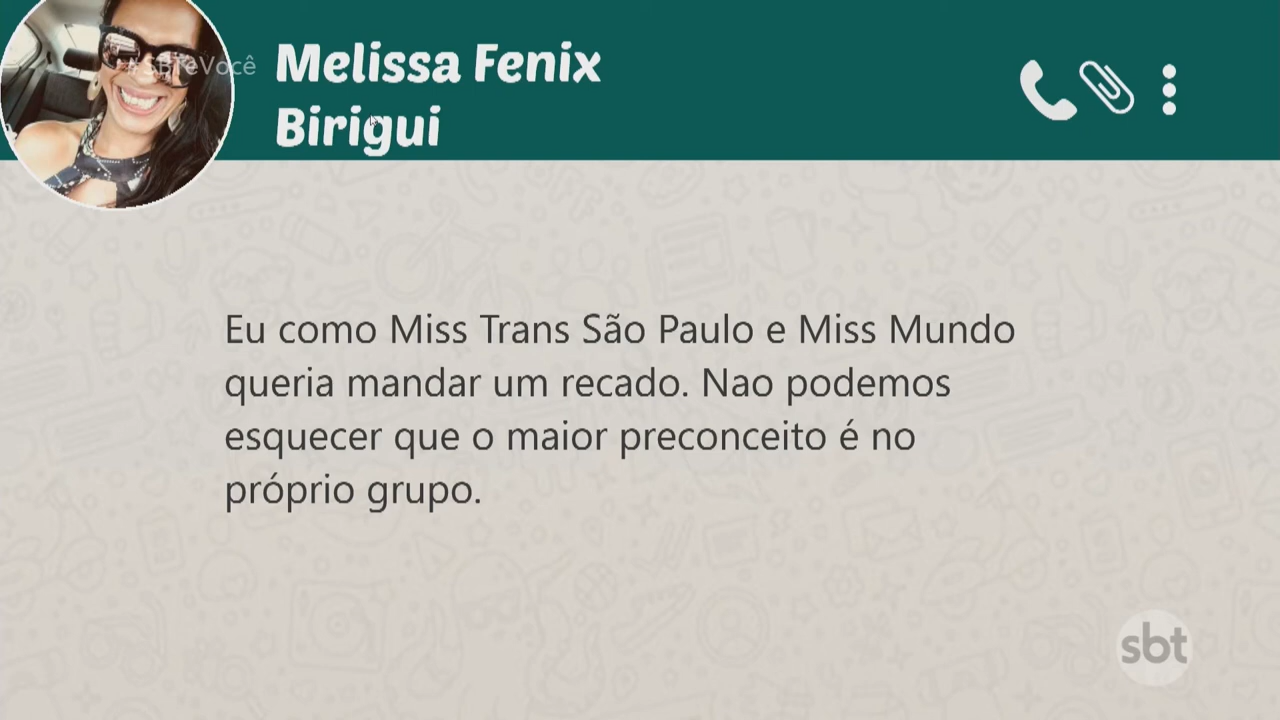 #SBTeVocê
Melissa Fenix
Birigui
Eu como Miss Trans São Paulo e Miss Mundo
queria mandar um recado. Nao podemos
esquecer que o maior preconceito é no
próprio grupo.
sbt